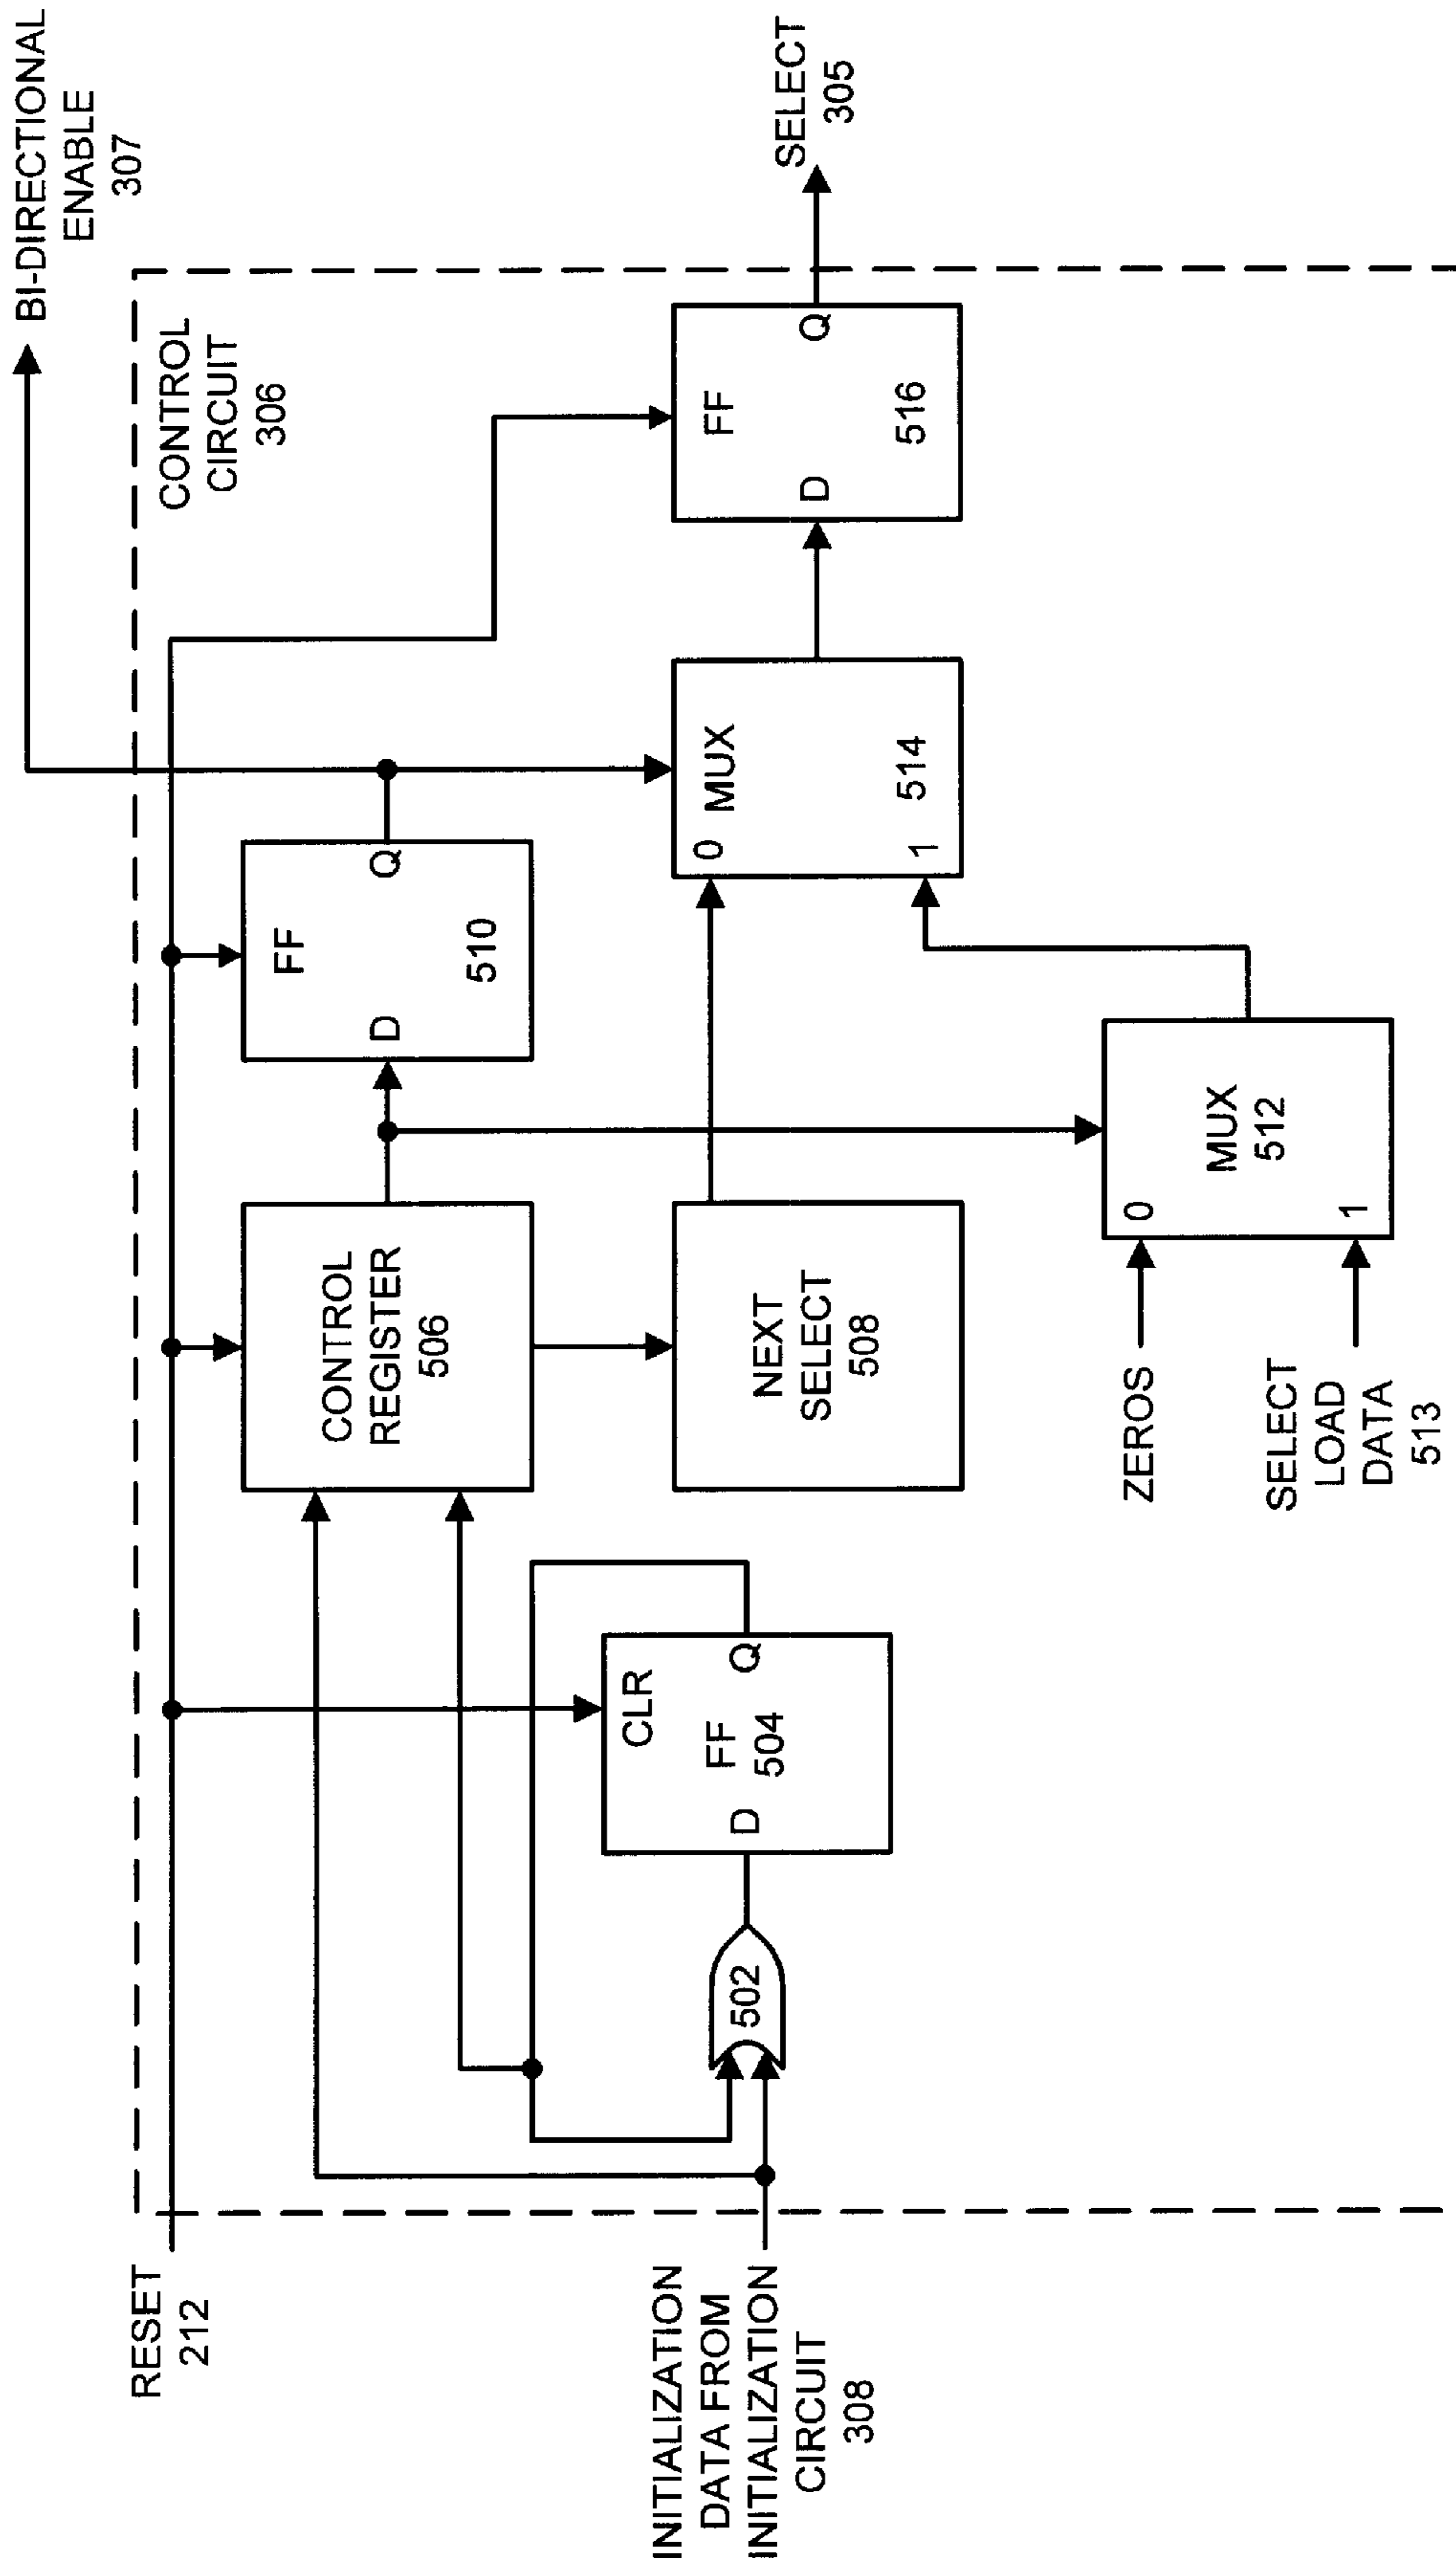 BI-DIRECTIONAL
ENABLE
307
CONTROL
CIRCUIT
306
RESET
212
CONTROL
REGISTER
506
D
FF
Q
510
INITIALIZATION
DATA FROM
INITIALIZATION
CIRCUIT
308
502
CLR
D
FF
504
Q
NEXT
SELECT
508
0
MUX
1
514
FF
D
Q
516
SELECT
305
ZEROS
SELECT
LOAD
DATA
513
0
MUX
512
1